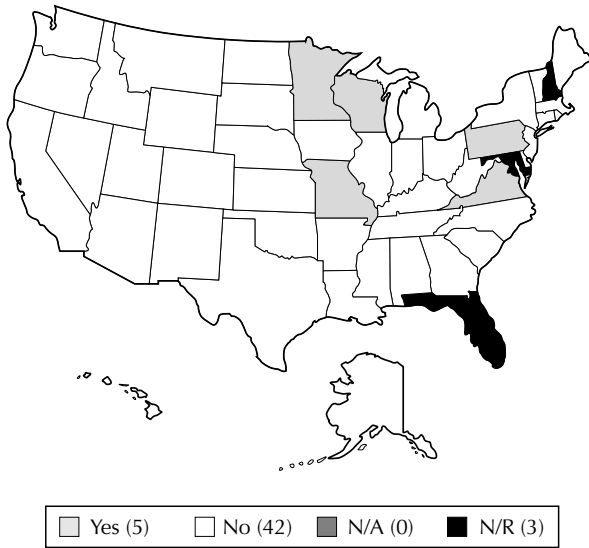 Yes (5) No (42) N/A (0) N/R (3)